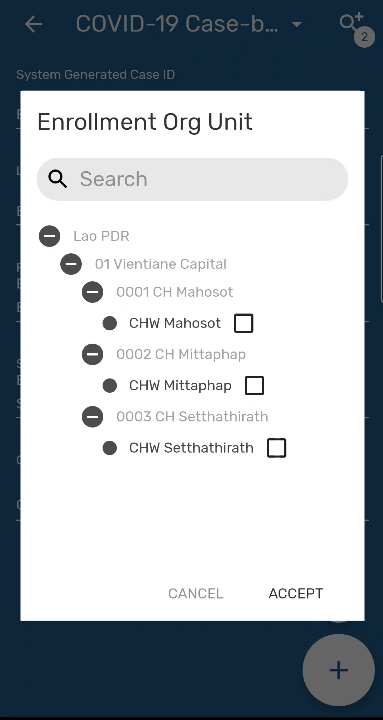 COVID-19 Case-b...
2
System Generated Case ID
Enrollment Org Unit
Search
Lao PDR
01 Vientiane Capital
0001 CH Mahosot
CHW Mahosot
0002 CH Mittaphap
CHW Mittaphap
0003 CH Setthathirath
CHW Setthathirath
CANCEL ACCEPT